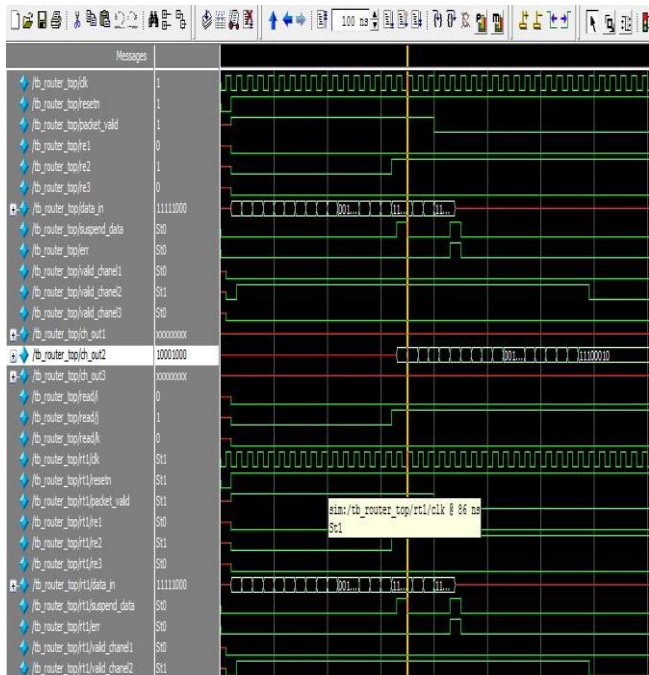 100 ns
Messages
/tb_router_top/clk 1
/tb_router_top/resetn 1
/tb_router_top/packet_valid 1
/tb_router_top/re1 0
/tb_router_top/re2 1
/tb_router_top/re3 0
/tb_router_top/data_in 11111000 001... 11... 11...
/tb_router_top/suspend_data St0
/tb_router_top/err St0
/tb_router_top/valid_chanel1 St0
/tb_router_top/valid_chanel2 St1
/tb_router_top/valid_chanel3 St0
/tb_router_top/ch_out1 xxxxxxxx
/tb_router_top/ch_out2 10001000 001... 11100010
/tb_router_top/ch_out3 xxxxxxxx
/tb_router_top/read/i 0
/tb_router_top/read/j 1
/tb_router_top/read/k 0
/tb_router_top/rt1/clk St1
/tb_router_top/rt1/resetn St1
/tb_router_top/rt1/packet_valid St1
sim:/tb_router_top/rt1/clk @ 86 ns
St1
/tb_router_top/rt1/re1 St0
/tb_router_top/rt1/re2 St1
/tb_router_top/rt1/re3 St0
/tb_router_top/rt1/data_in 11111000 001... 11... 11...
/tb_router_top/rt1/suspend_data St0
/tb_router_top/rt1/err St0
/tb_router_top/rt1/valid_chanel1 St0
/tb_router_top/rt1/valid_chanel2 St1